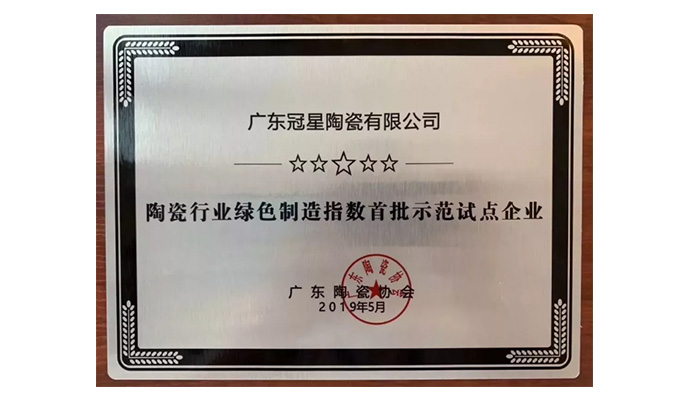 广东冠星陶瓷有限公司
陶瓷行业绿色制造指数首批示范试点企业
广东陶瓷协会
2019年5月